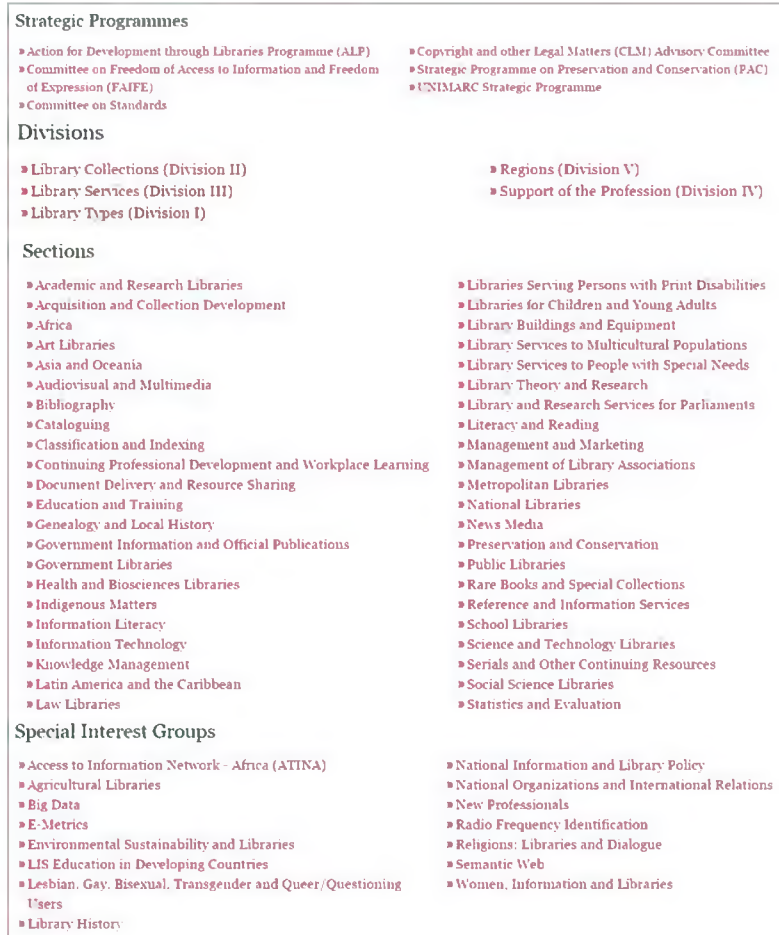 Strategic Programmes
» Action for Development through Libraries Programme (ALP)
» Committee on Freedom of Access to Information and Freedom
of Expression (FAIFE)
» Committee on Standards
» Copyright and other Legal Matters (CLM) Advisory Committee
» Strategic Programme on Preservation and Conservation (PAC)
» UNIMARC Strategic Programme
Divisions
» Library Collections (Division II)
» Library Services (Division III)
» Library Types (Division I)
» Regions (Division V)
» Support of the Profession (Division IV)
Sections
» Academic and Research Libraries
» Acquisition and Collection Development
» Africa
» Art Libraries
» Asia and Oceania
» Audiovisual and Multimedia
» Bibliography
» Cataloguing
» Classification and Indexing
» Continuing Professional Development and Workplace Learning
» Document Delivery and Resource Sharing
» Education and Training
» Genealogy and Local History
» Government Information and Official Publications
» Government Libraries
» Health and Biosciences Libraries
» Indigenous Matters
» Information Literacy
» Information Technology
» Knowledge Management
» Latin America and the Caribbean
» Law Libraries
» Libraries Serving Persons with Print Disabilities
» Libraries for Children and Young Adults
» Library Buildings and Equipment
» Library Services to Multicultural Populations
» Library Services to People with Special Needs
» Library Theory and Research
» Library and Research Services for Parliaments
» Literacy and Reading
» Management and Marketing
» Management of Library Associations
» Metropolitan Libraries
» National Libraries
» News Media
» Preservation and Conservation
» Public Libraries
» Rare Books and Special Collections
» Reference and Information Services
» School Libraries
» Science and Technology Libraries
» Serials and Other Continuing Resources
» Social Science Libraries
» Statistics and Evaluation
Special Interest Groups
» Access to Information Network - Africa (ATINA)
» Agricultural Libraries
» Big Data
» E-Metrics
» Environmental Sustainability and Libraries
» LIS Education in Developing Countries
» Lesbian, Gay, Bisexual, Transgender and Queer/Questioning
Users
» Library History
» National Information and Library Policy
» National Organizations and International Relations
» New Professionals
» Radio Frequency Identification
» Religions: Libraries and Dialogue
» Semantic Web
» Women, Information and Libraries